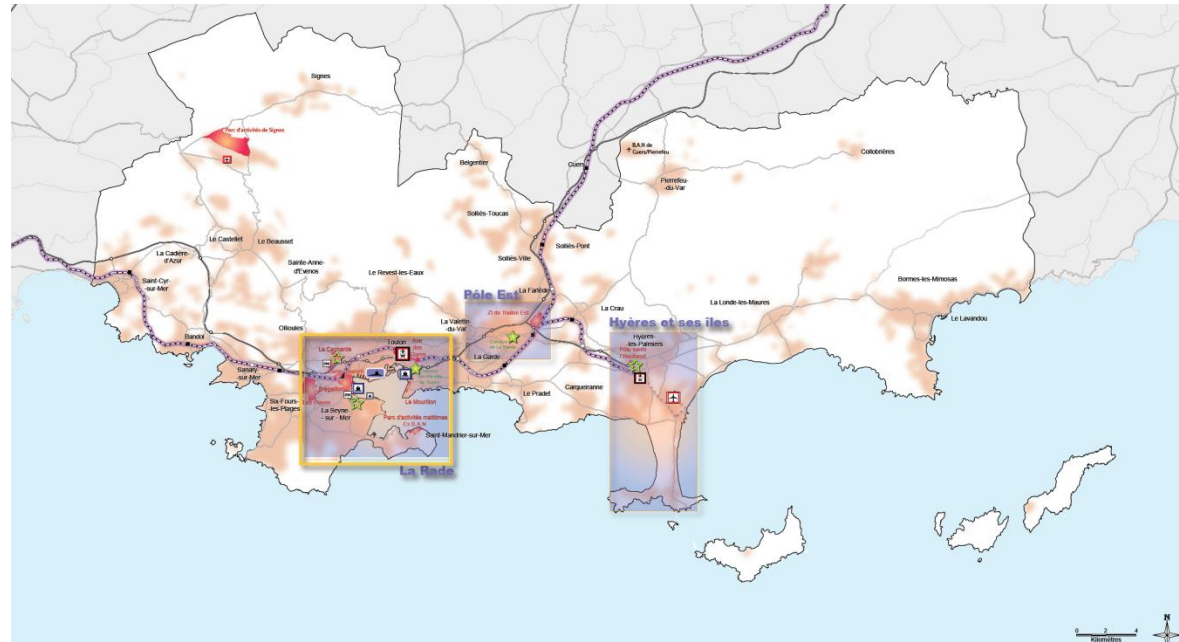 Signes
Parc d'activités de Signes
Belgentier
Cuers
B.A.N de
Cuers/Pierrefeu
Collobrières
Pierrefeu-
du-Var
Solliès-Toucas
Le Castellet
Le Beausset
Solliès-Pont
La Cadière-
d'Azur
Sainte-Anne-
d'Evenos
Solliès-Ville
Saint-Cyr-
sur-Mer
Le Revest-les-Eaux
Bormes-les-Mimosas
La Farlède
Pôle Est
La Crau
La Londe-les-Maures
ZI de Toulon Est
Le Lavandou
La Valette-
du-Var
Hyères et ses îles
Ollioules
Bandol
Toulon
Hyères-
les-Palmiers
La Garde
Sanary-
sur-Mer
Le Pradet
Carqueiranne
Six-Fours-
les-Plages
La Seyne-
sur - Mer
Le Mourillon
Parc d'activités maritimes
Saint-Mandrier-sur-Mer
La Rade
0 2 4
Kilomètres